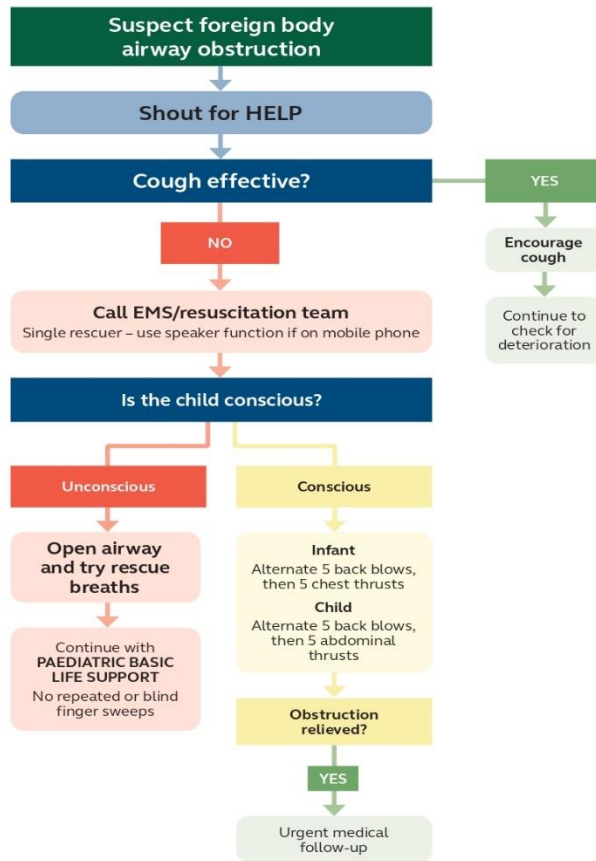 Suspect foreign body
airway obstruction
Shout for HELP
Cough effective?
YES
NO
Encourage
cough
Call EMS/resuscitation team
Single rescuer – use speaker function if on mobile phone
Continue to
check for
deterioration
Is the child conscious?
Unconscious
Conscious
Open airway
and try rescue
breaths
Continue with
PAEDIATRIC BASIC
LIFE SUPPORT
No repeated or blind
finger sweeps
Infant
Alternate 5 back blows,
then 5 chest thrusts
Child
Alternate 5 back blows,
then 5 abdominal
thrusts
Obstruction
relieved?
YES
Urgent medical
follow-up